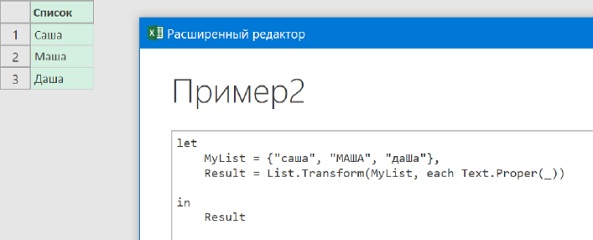 Список
1 Саша
2 Маша
3 Даша
Расширенный редактор
Пример2
let
MyList = {"саша", "МАША", "даШа"},
Result = List.Transform(MyList, each Text.Proper(_))
in
Result